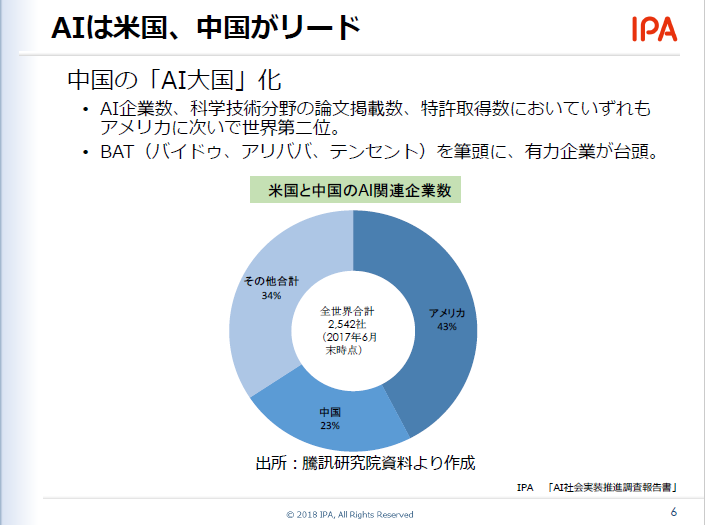 AIは米国、中国がリード
IPA
中国の「AI大国」化
• AI企業数、科学技術分野の論文掲載数、特許取得数においていずれも
アメリカに次いで世界第二位。
• BAT（バイドゥ、アリババ、テンセント）を筆頭に、有力企業が台頭。
米国と中国のAI関連企業数
その他合計
34%
全世界合計
2,542社
（2017年6月
末時点）
アメリカ
43%
中国
23%
出所：騰訊研究院資料より作成
IPA 「AI社会実装推進調査報告書」
© 2018 IPA, All Rights Reserved
6